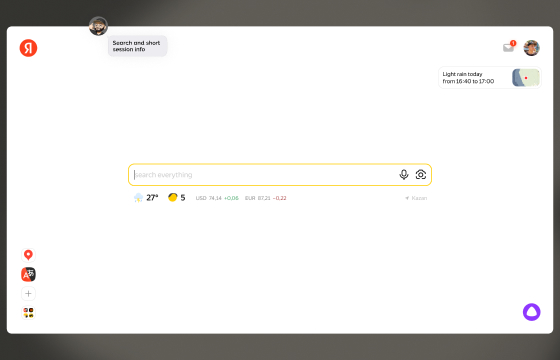 Search and short
session info
Я
1
Light rain today
from 16:40 to 17:00
search everything
27°
5
USD 74,14 +0,06
EUR 87,21 −0,22
Kazan